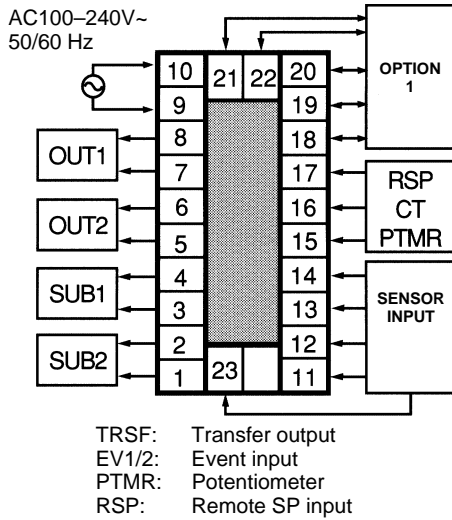 AC100–240V~
50/60 Hz
10 21 22 20
9 19
8 18
7 17
6 16
5 15
4 14
3 13
2 12
1 23 11
OUT1
OUT2
SUB1
SUB2
OPTION
1
RSP
CT
PTMR
SENSOR
INPUT
TRSF: Transfer output
EV1/2: Event input
PTMR: Potentiometer
RSP: Remote SP input